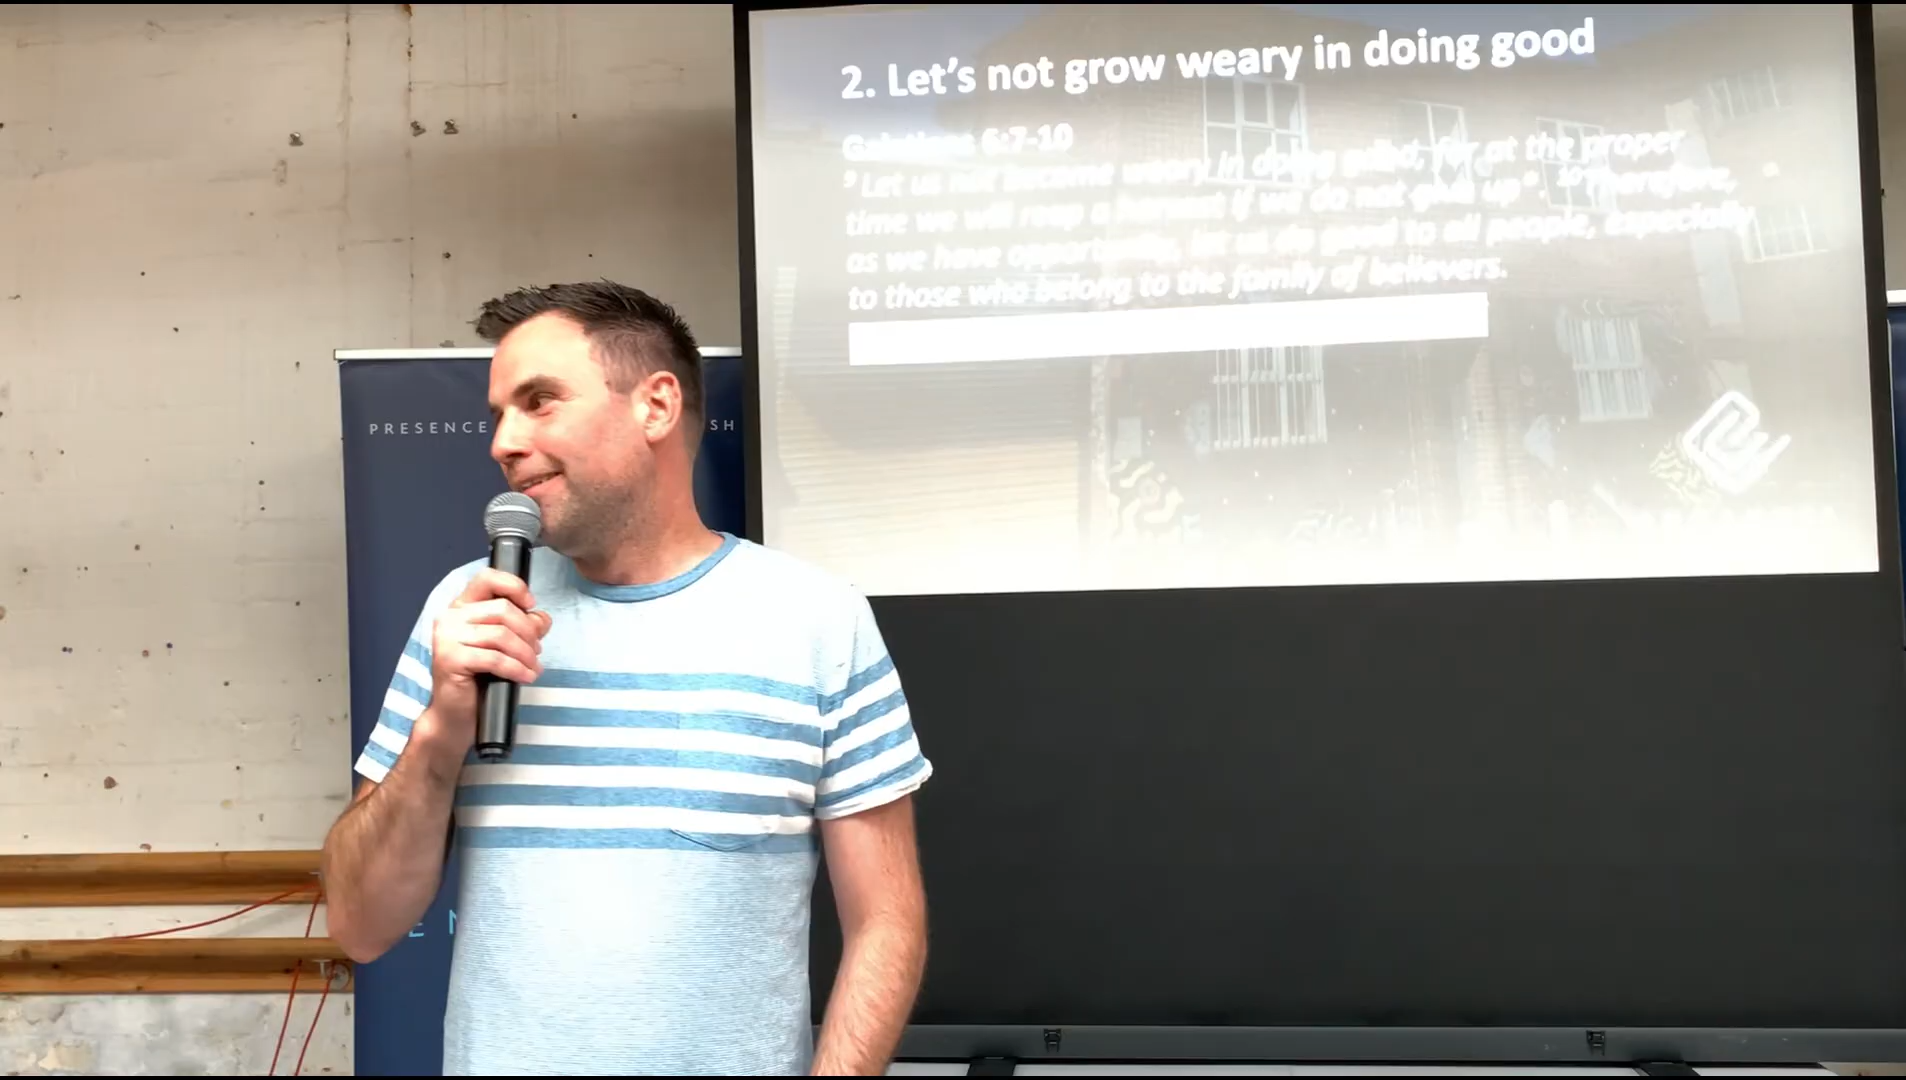 2. Let's not grow weary in doing good
Galatians 6:7-10
⁹ Let us not become weary in doing good, for at the proper
time we will reap a harvest if we do not give up". ¹⁰ Therefore,
as we have opportunity, let us do good to all people, especially
to those who belong to the family of believers.
PRESENCE
SH
EN